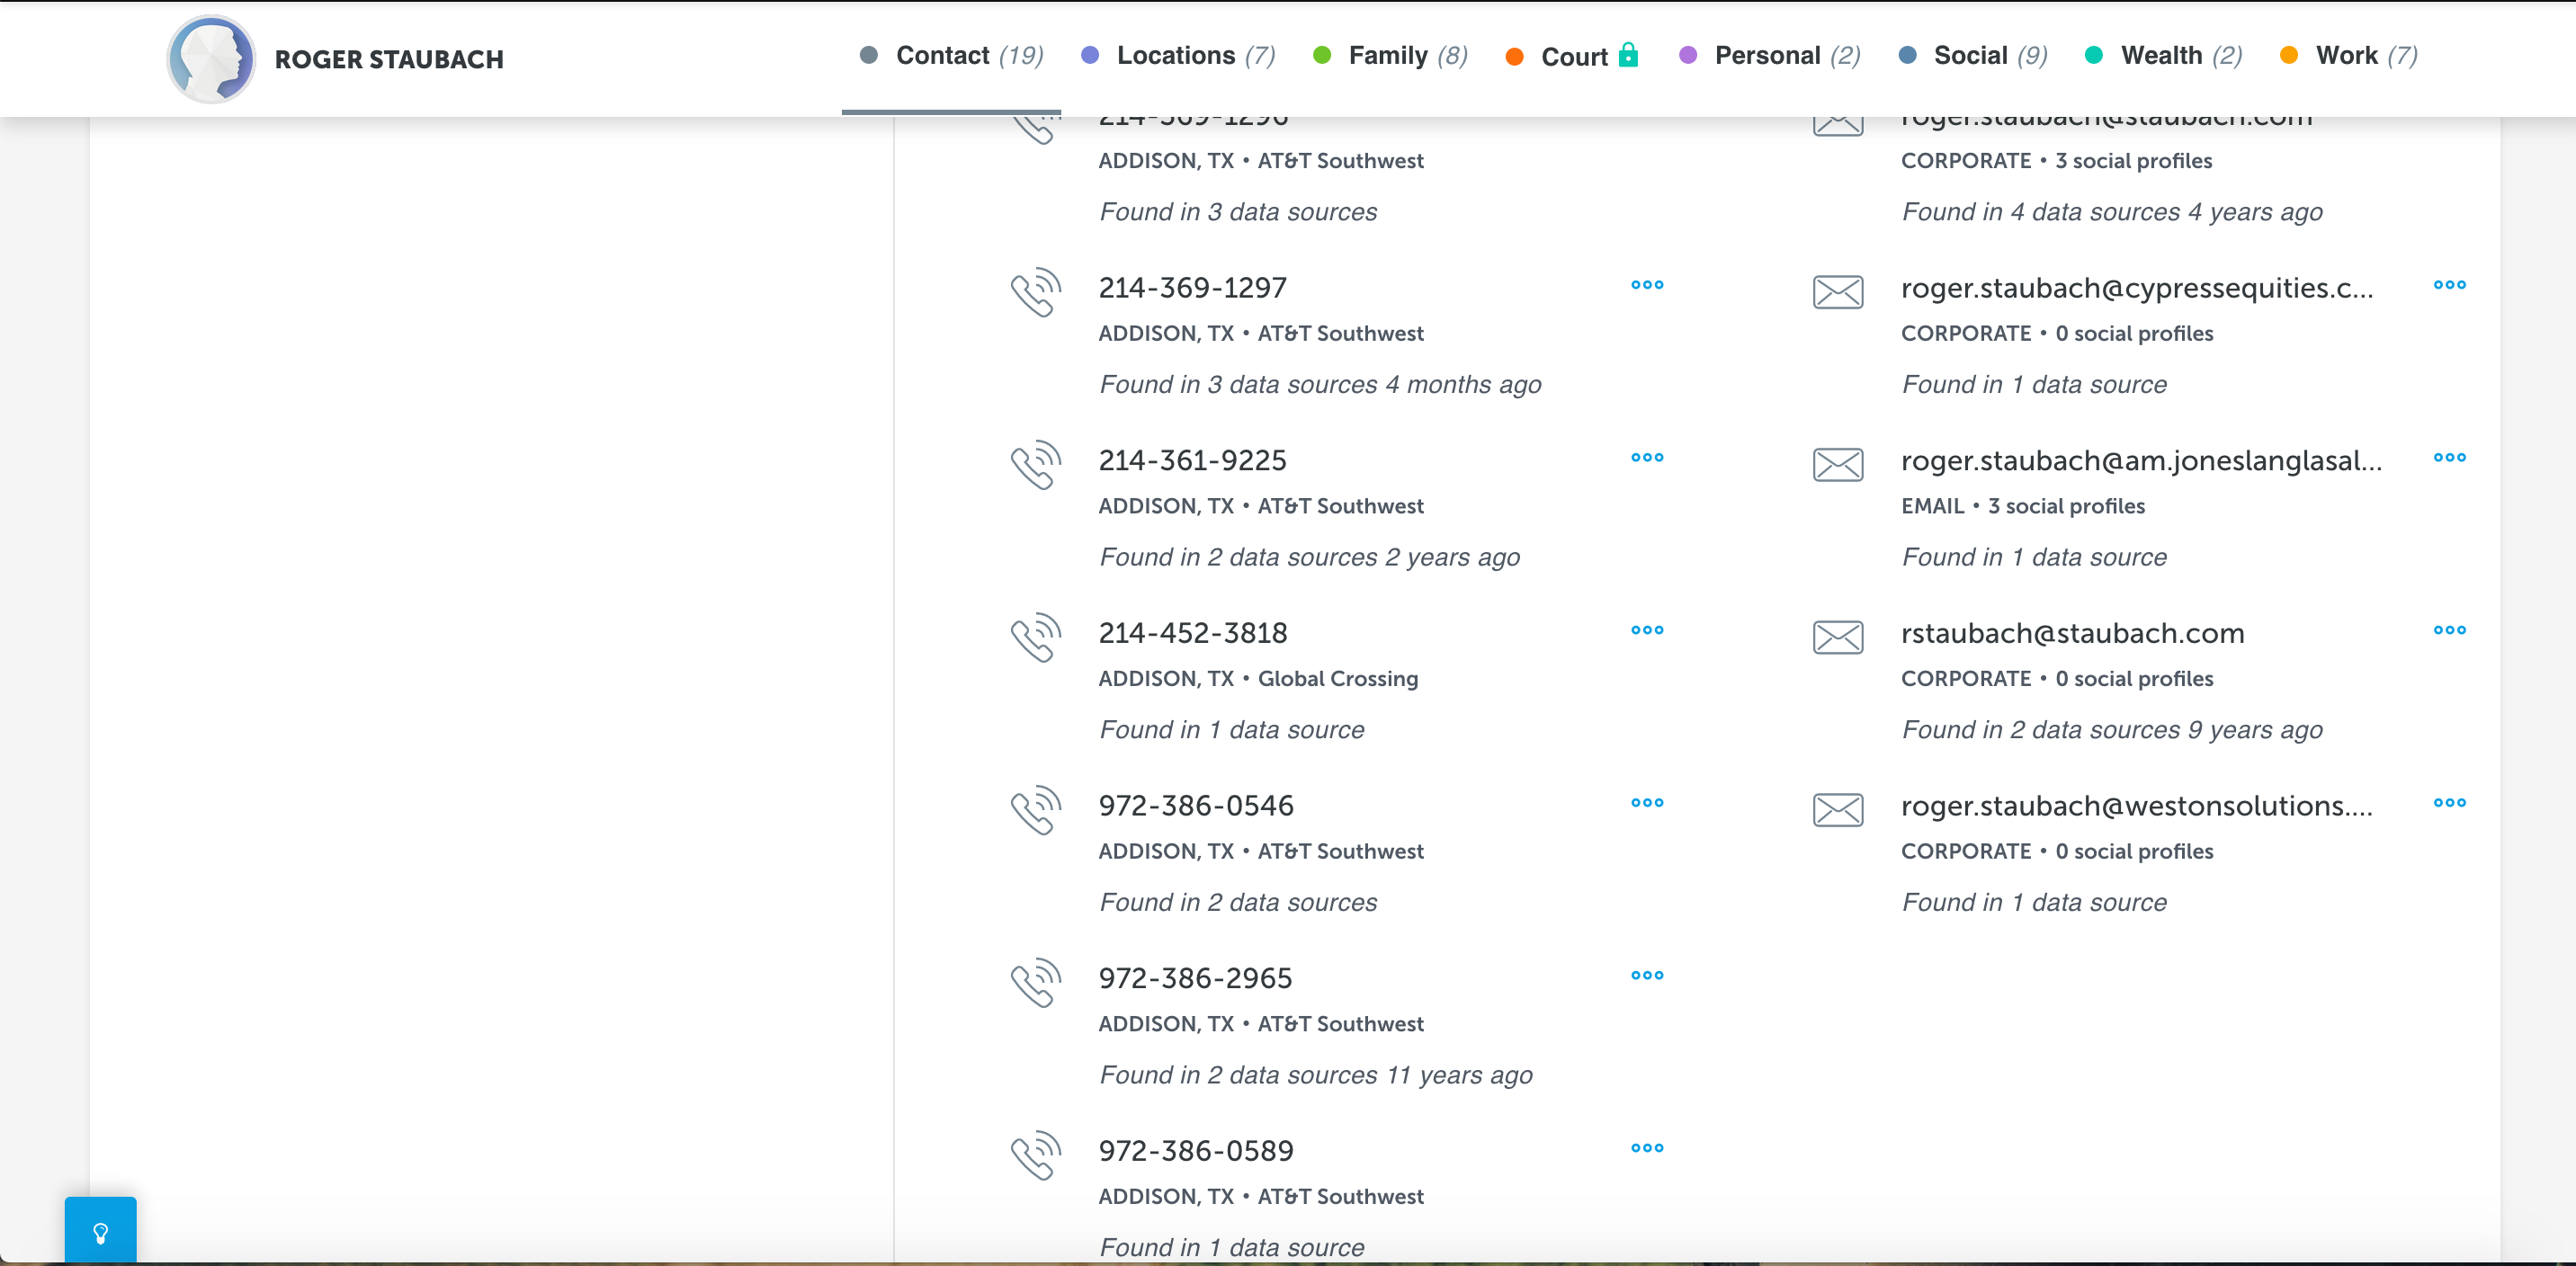 ROGER STAUBACH
Contact (19) Locations (7) Family (8) Court Personal (2) Social (9) Wealth (2) Work (7)
214-369-1296
ADDISON, TX • AT&T Southwest
Found in 3 data sources
214-369-1297
ADDISON, TX • AT&T Southwest
Found in 3 data sources 4 months ago
214-361-9225
ADDISON, TX • AT&T Southwest
Found in 2 data sources 2 years ago
214-452-3818
ADDISON, TX • Global Crossing
Found in 1 data source
972-386-0546
ADDISON, TX • AT&T Southwest
Found in 2 data sources
972-386-2965
ADDISON, TX • AT&T Southwest
Found in 2 data sources 11 years ago
972-386-0589
ADDISON, TX • AT&T Southwest
Found in 1 data source
roger.staubach@staubach.com
CORPORATE • 3 social profiles
Found in 4 data sources 4 years ago
roger.staubach@cypressequities.c...
CORPORATE • 0 social profiles
Found in 1 data source
roger.staubach@am.joneslanglasal...
EMAIL • 3 social profiles
Found in 1 data source
rstaubach@staubach.com
CORPORATE • 0 social profiles
Found in 2 data sources 9 years ago
roger.staubach@westonsolutions....
CORPORATE • 0 social profiles
Found in 1 data source